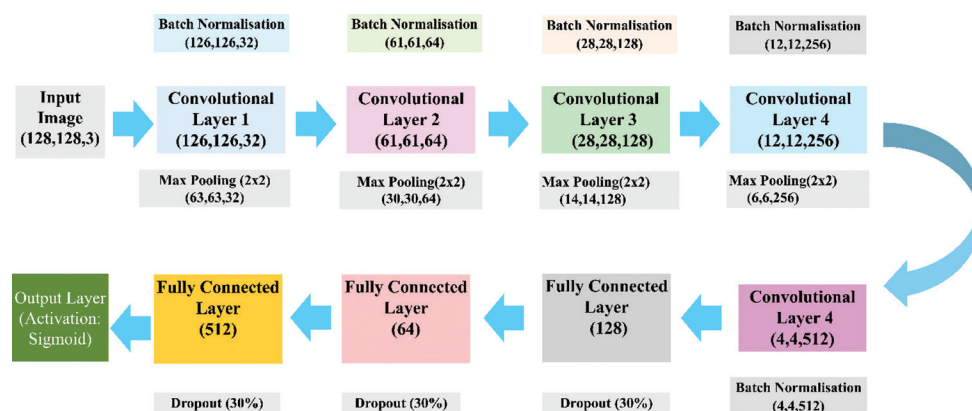 Batch Normalisation
(126,126,32)
Batch Normalisation
(61,61,64)
Batch Normalisation
(28,28,128)
Batch Normalisation
(12,12,256)
Input
Image
(128,128,3)
Convolutional
Layer 1
(126,126,32)
Convolutional
Layer 2
(61,61,64)
Convolutional
Layer 3
(28,28,128)
Convolutional
Layer 4
(12,12,256)
Max Pooling (2x2)
(63,63,32)
Max Pooling(2x2)
(30,30,64)
Max Pooling(2x2)
(14,14,128)
Max Pooling(2x2)
(6,6,256)
Output Layer
(Activation:
Sigmoid)
Fully Connected
Layer
(512)
Fully Connected
Layer
(64)
Fully Connected
Layer
(128)
Convolutional
Layer 4
(4,4,512)
Dropout (30%)
Dropout (30%)
Dropout (30%)
Batch Normalisation
(4,4,512)